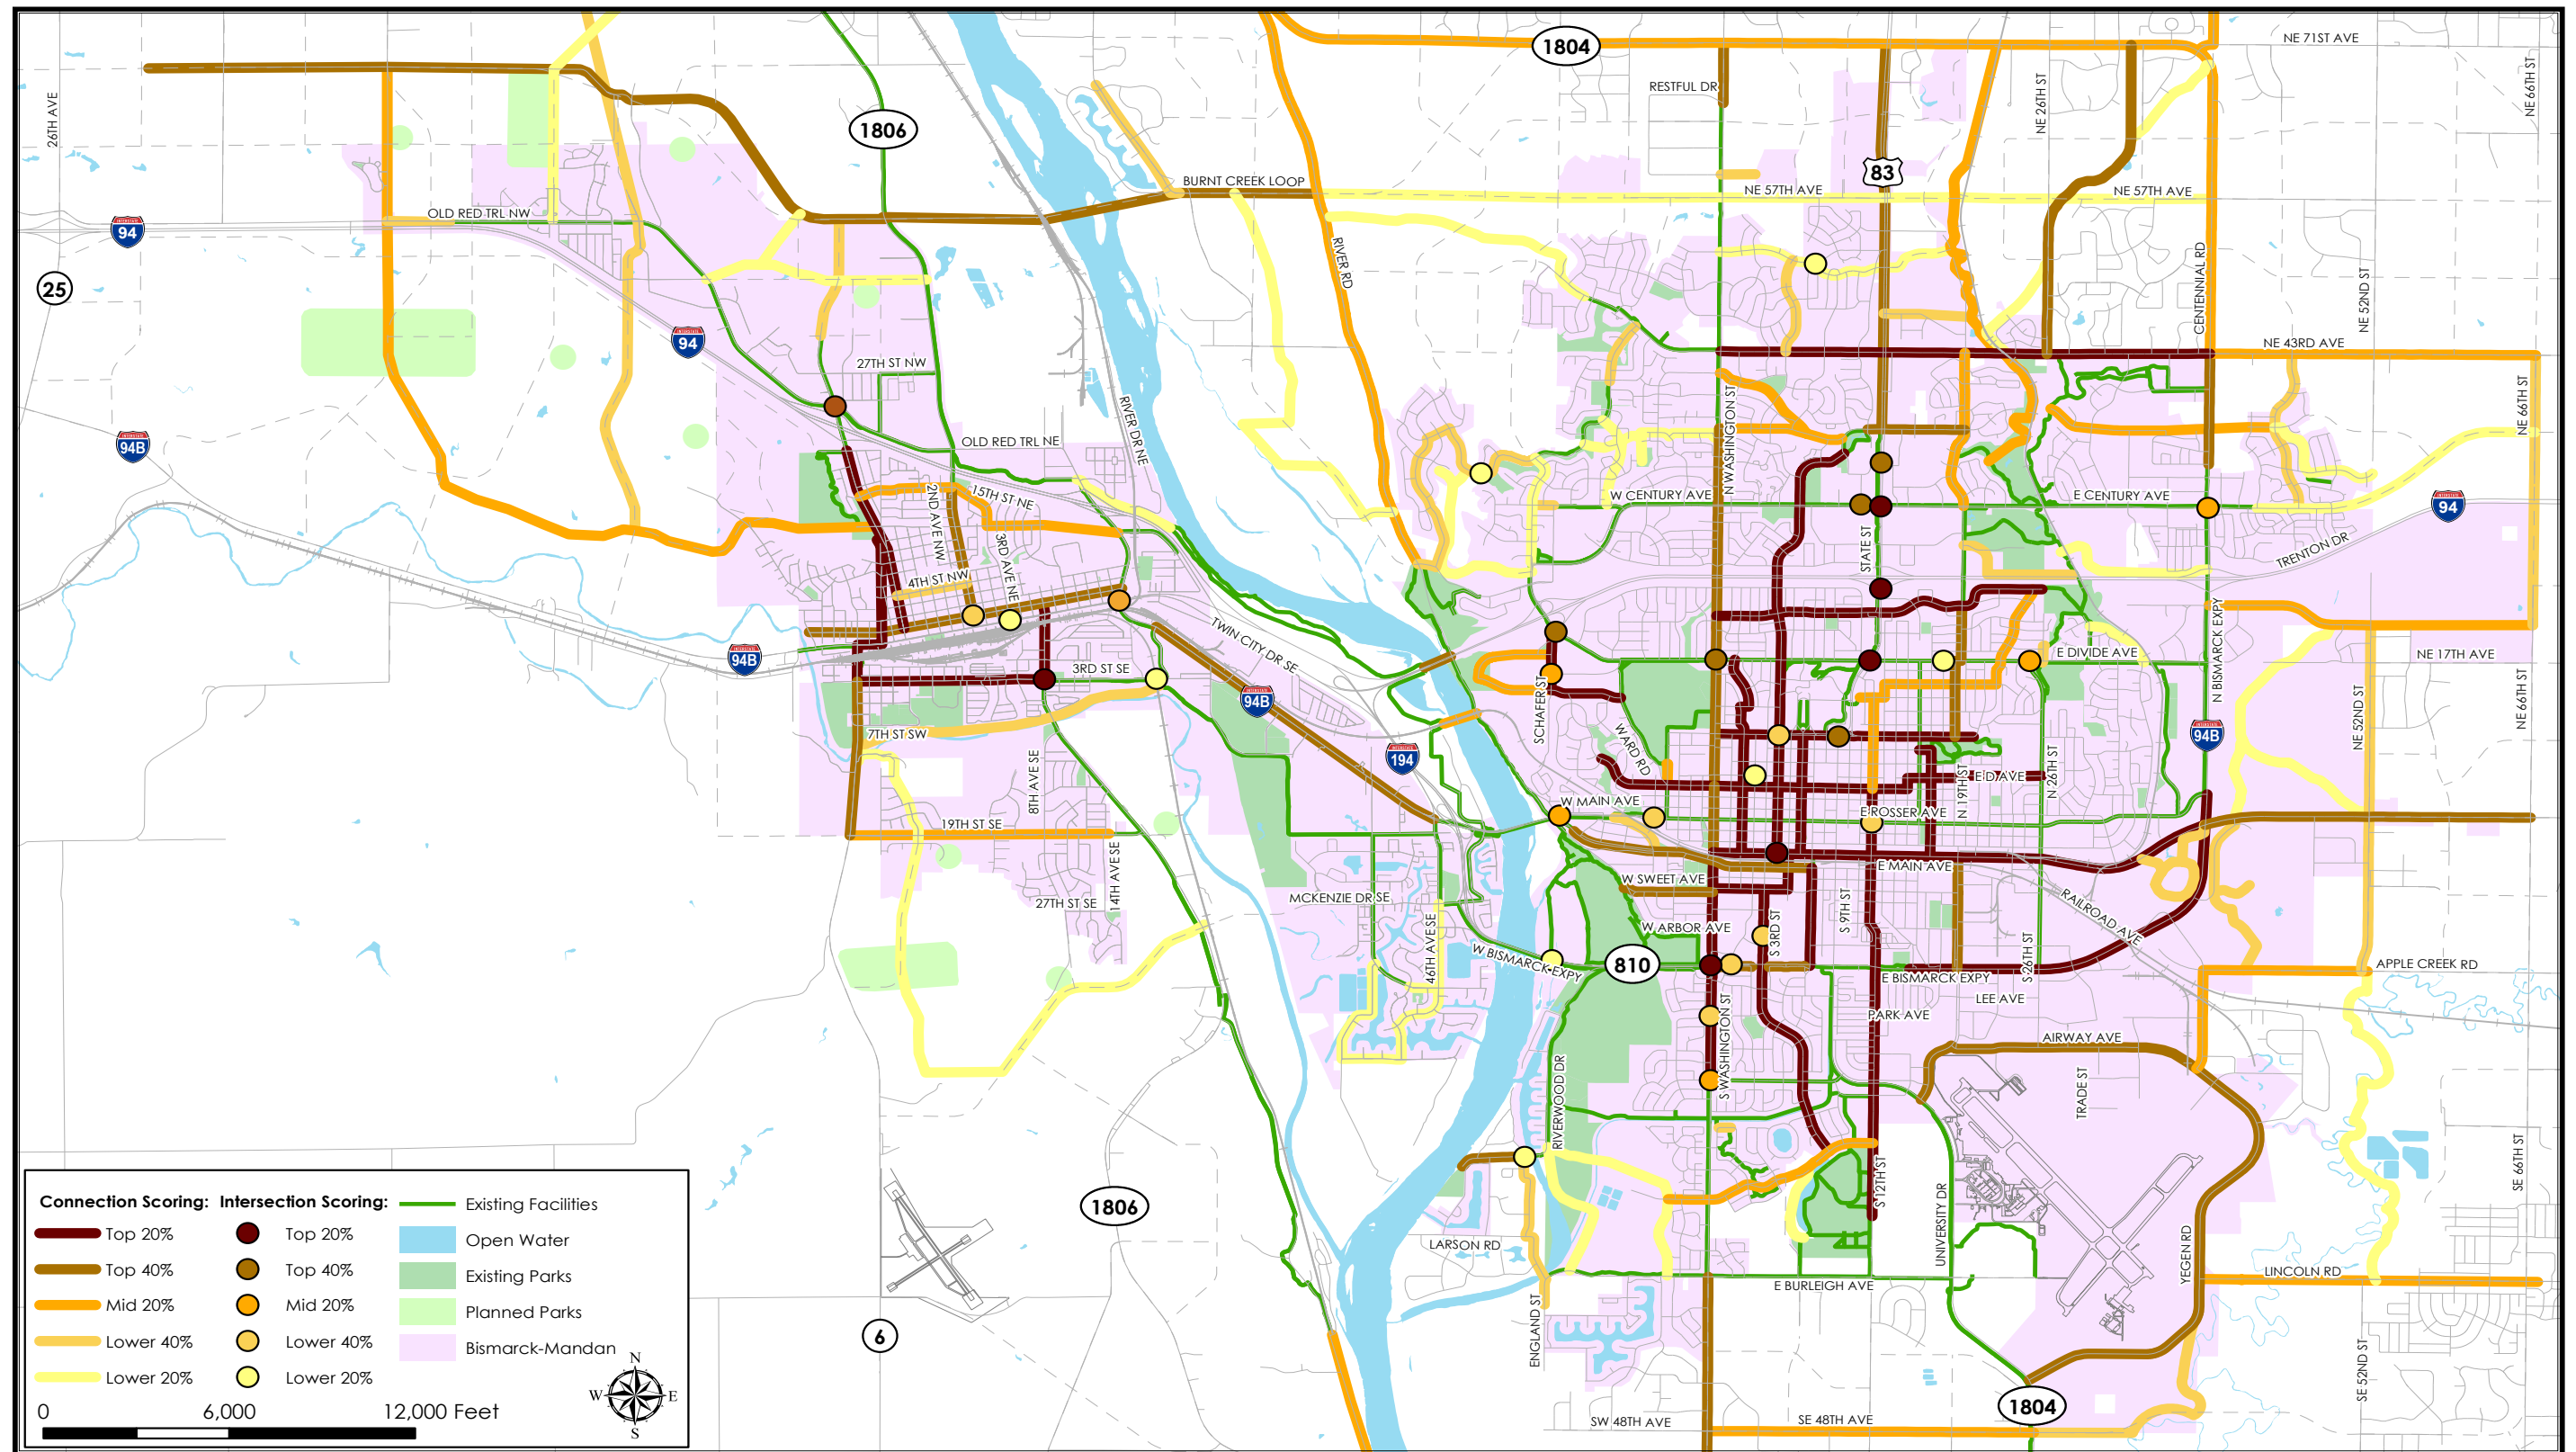 1804
NE 71ST AVE
RESTFUL DR
26TH AVE
NE 26TH ST
NE 66TH ST
1806
83
BURNT CREEK LOOP
NE 57TH AVE
NE 57TH AVE
OLD RED TRL NW
94
RIVER RD
CENTENNIAL RD
NE 52ND ST
25
94
NE 43RD AVE
27TH ST NW
N WASHINGTON ST
RIVER DR NE
NE 66TH ST
94B
OLD RED TRL NE
2ND AVE NW
15TH ST NE
W CENTURY AVE
E CENTURY AVE
94
STATE ST
3RD AVE NE
TRENTON DR
4TH ST NW
TWIN CITY DR SE
N BISMARCK EXPY
94B
3RD ST SE
E DIVIDE AVE
NE 17TH AVE
94B
SCHAFER ST
NE 52ND ST
NE 66TH ST
7TH ST SW
WARD RD
94B
194
8TH AVE SE
E D AVE
N 19TH ST
N 26TH ST
W MAIN AVE
E ROSSER AVE
19TH ST SE
E MAIN AVE
14TH AVE SE
W SWEET AVE
27TH ST SE
MCKENZIE DR SE
S 9TH ST
RAILROAD AVE
46TH AVE SE
W ARBOR AVE
S 3RD ST
W BISMARCK EXPY
810
S 26TH ST
APPLE CREEK RD
E BISMARCK EXPY
LEE AVE
PARK AVE
S WASHINGTON ST
AIRWAY AVE
RIVERWOOD DR
TRADE ST
S 12TH ST
SE 66TH ST
1806
UNIVERSITY DR
LARSON RD
YEGEN RD
LINCOLN RD
E BURLEIGH AVE
6
ENGLAND ST
SE 52ND ST
1804
SW 48TH AVE
SE 48TH AVE
Connection Scoring: Intersection Scoring:
Existing Facilities
Top 20% Top 20%
Open Water
Top 40% Top 40%
Existing Parks
Mid 20% Mid 20%
Planned Parks
Lower 40% Lower 40%
Bismarck-Mandan
Lower 20% Lower 20%
N
W E
S
0 6,000 12,000 Feet